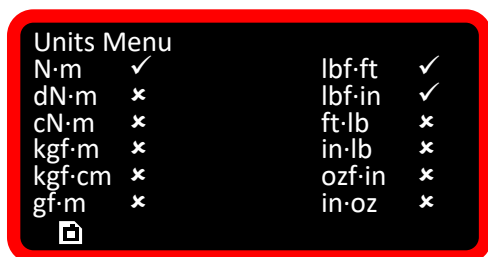 Units Menu
N·m ✓ lbf·ft ✓
dN·m × lbf·in ✓
cN·m × ft·lb ×
kgf·m × in·lb ×
kgf·cm × ozf·in ×
gf·m × in·oz ×